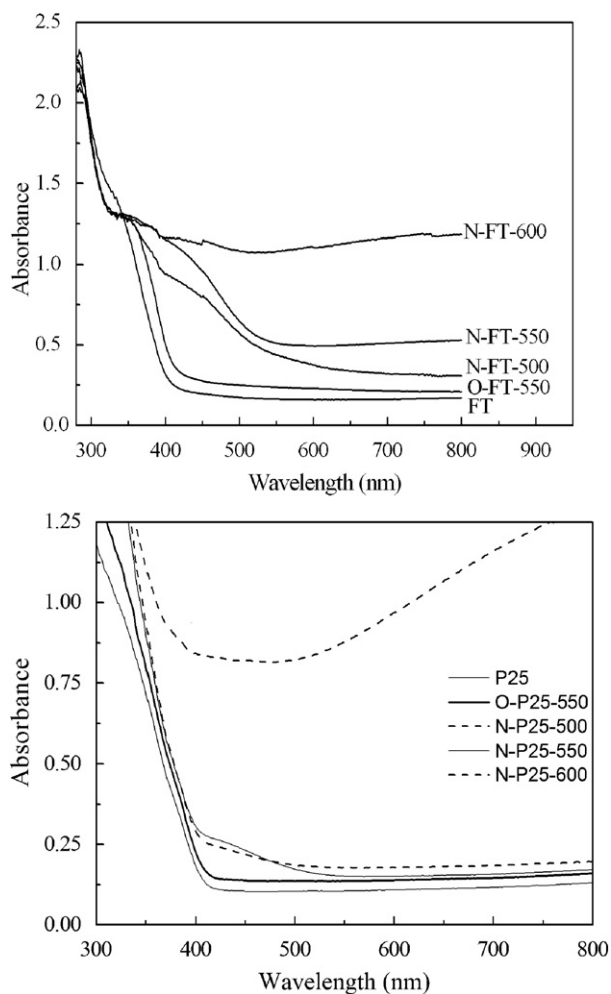 2.5
2.0
1.5
1.0
0.5
0.0
Absorbance
N-FT-600
N-FT-550
N-FT-500
O-FT-550
FT
300 400 500 600 700 800 900
Wavelength (nm)
1.25
1.00
0.75
0.50
0.25
0.00
Absorbance
P25
O-P25-550
N-P25-500
N-P25-550
N-P25-600
300 400 500 600 700 800
Wavelength (nm)